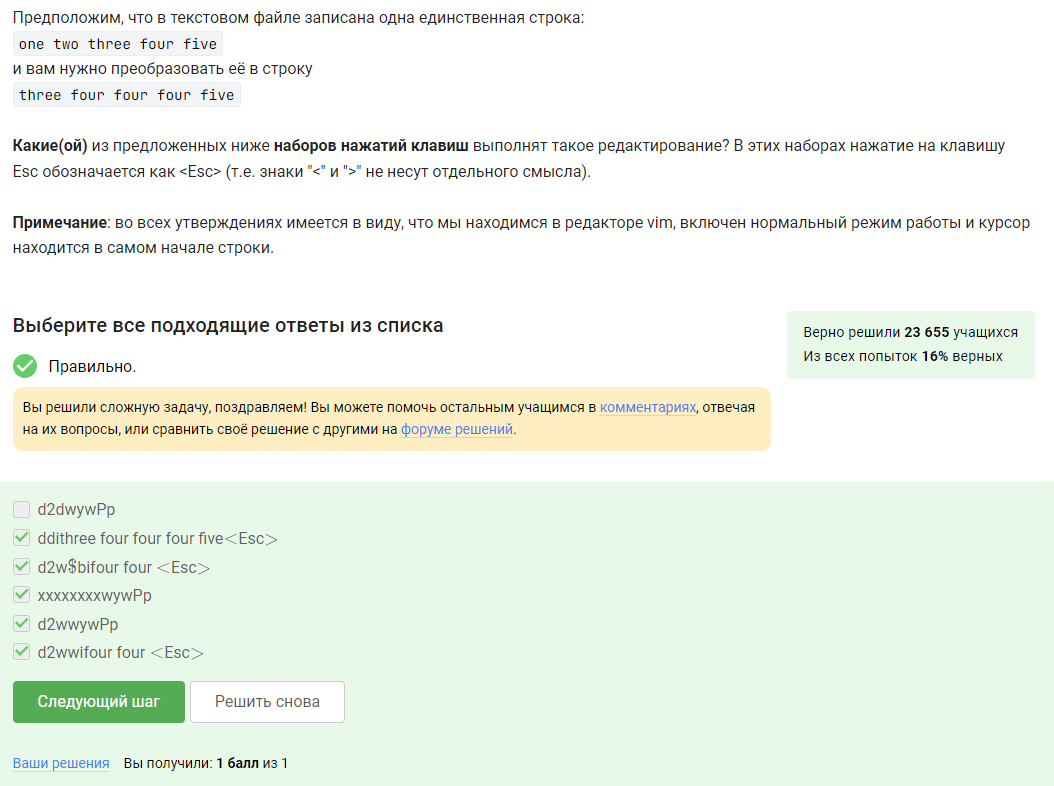 Предположим, что в текстовом файле записана одна единственная строка:
one two three four five
и вам нужно преобразовать её в строку
three four four four five
Какие(ой) из предложенных ниже наборов нажатий клавиш выполнят такое редактирование? В этих наборах нажатие на клавишу
Esc обозначается как <Esc> (т.е. знаки "<" и ">" не несут отдельного смысла).
Примечание: во всех утверждениях имеется в виду, что мы находимся в редакторе vim, включен нормальный режим работы и курсор
находится в самом начале строки.
Выберите все подходящие ответы из списка
Верно решили 23 655 учащихся
Из всех попыток 16% верных
Правильно.
Вы решили сложную задачу, поздравляем! Вы можете помочь остальным учащимся в комментариях, отвечая
на их вопросы, или сравнить своё решение с другими на форуме решений.
d2dwywPp
ddithree four four four five<Esc>
d2w$bifour four <Esc>
xxxxxxxxwywPp
d2wwywPp
d2wwifour four <Esc>
Следующий шаг
Решить снова
Ваши решения Вы получили: 1 балл из 1